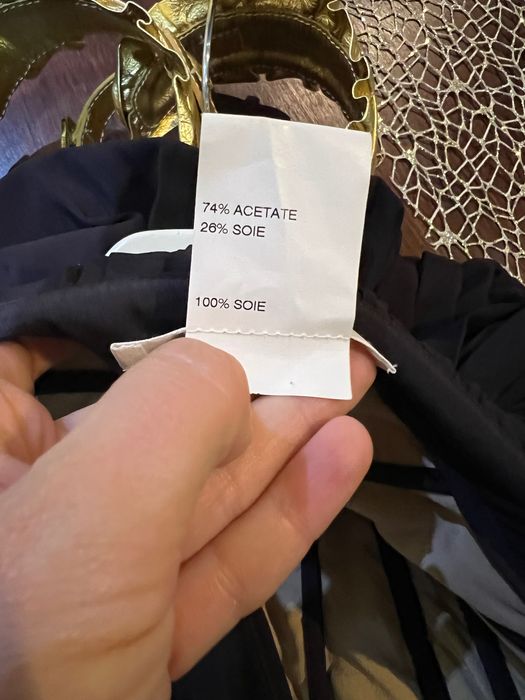 74% ACETATE
26% SOIE
100% SOIE